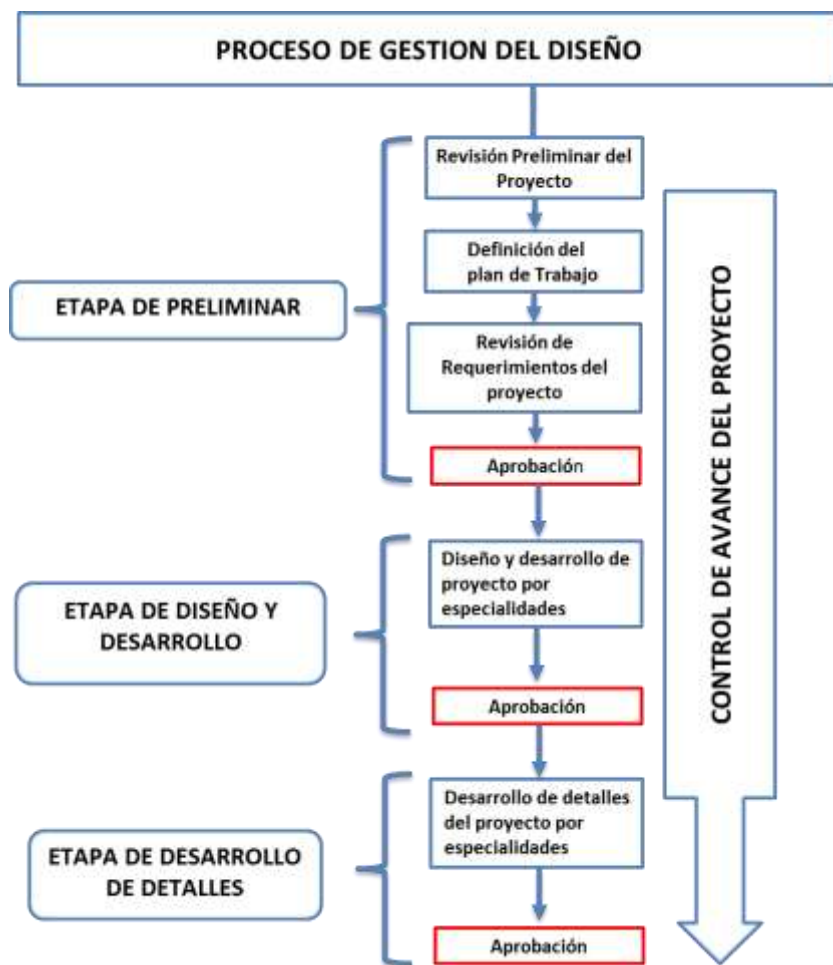 PROCESO DE GESTION DEL DISEÑO
Revisión Preliminar del
Proyecto
Definición del
plan de Trabajo
ETAPA DE PRELIMINAR
Revisión de
Requerimientos del
proyecto
Aprobación
Diseño y desarrollo de
proyecto por
especialidades
ETAPA DE DISEÑO Y
DESARROLLO
Aprobación
Desarrollo de detalles
del proyecto por
especialidades
ETAPA DE DESARROLLO
DE DETALLES
Aprobación
CONTROL DE AVANCE DEL PROYECTO